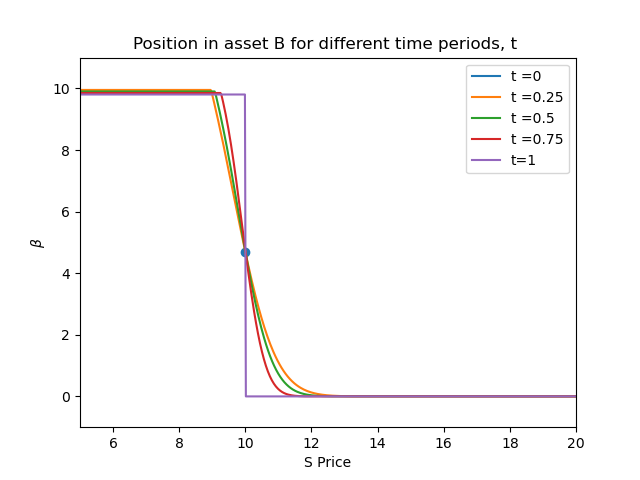 Position in asset B for different time periods, t
t =0
t =0.25
t =0.5
t =0.75
t=1
10
8
6
4
2
0
β
6
8
10
12
14
16
18
20
S Price